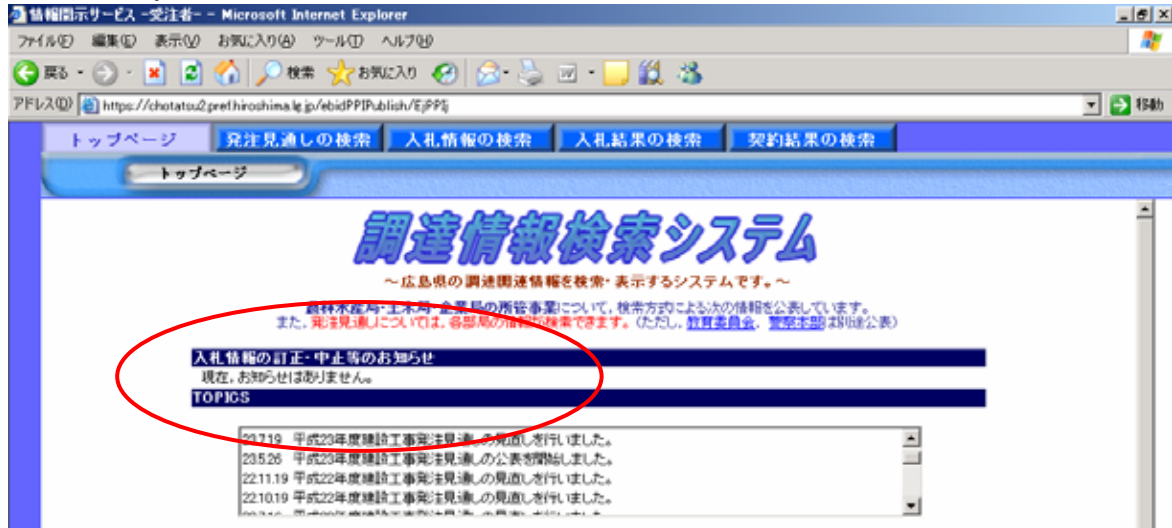 情報開示サービス -受注者- - Microsoft Internet Explorer
ファイル(F) 編集(E) 表示(V) お気に入り(A) ツール(T) ヘルプ(H)
戻る 検索 お気に入り
アドレス(D) https://chotatsu2.pref.hiroshima.lg.jp/ebidPPIPublish/EjPPIj 移動
トップページ 発注見通しの検索 入札情報の検索 入札結果の検索 契約結果の検索
トップページ
調達情報検索システム
～広島県の調達関連情報を検索・表示するシステムです。～
農林水産局・土木局・企業局の所管事業について、検索方式による次の情報を公表しています。
また、発注見通しについては、各部局の情報が検索できます。(ただし、教育委員会、警察本部は別途公表)
入札情報の訂正・中止等のお知らせ
現在、お知らせはありません。
TOPICS
23.7.19 平成23年度建設工事発注見通しの見直しを行いました。
23.5.26 平成23年度建設工事発注見通しの公表を開始しました。
22.11.19 平成22年度建設工事発注見通しの見直しを行いました。
22.10.19 平成22年度建設工事発注見通しの見直しを行いました。